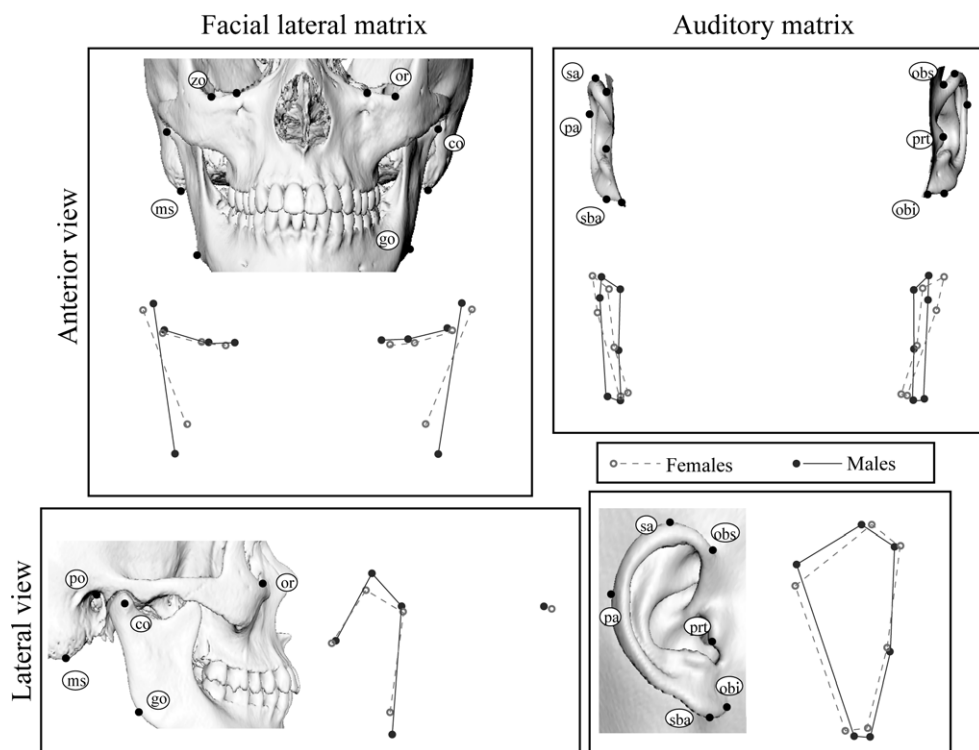 Facial lateral matrix
Auditory matrix
Anterior view
zo
or
co
ms
go
sa
obs
pa
prt
sba
obi
Females
Males
Lateral view
po
or
co
ms
go
sa
obs
pa
prt
obi
sba